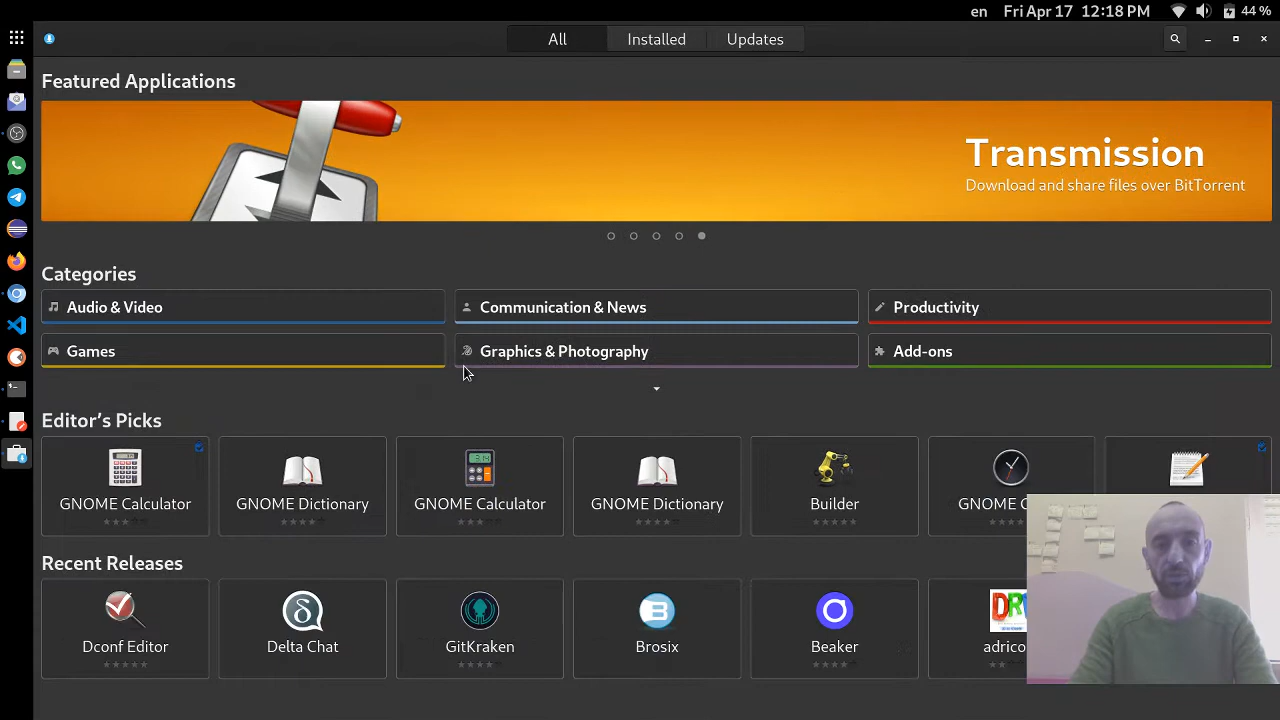 en Fri Apr 17 12:18 PM 44 %
All Installed Updates
Featured Applications
Transmission
Download and share files over BitTorrent
Categories
Audio & Video Communication & News Productivity
Games Graphics & Photography Add-ons
Editor's Picks
GNOME Calculator GNOME Dictionary GNOME Calculator GNOME Dictionary Builder GNOME C
Recent Releases
Dconf Editor Delta Chat GitKraken Brosix Beaker adrico